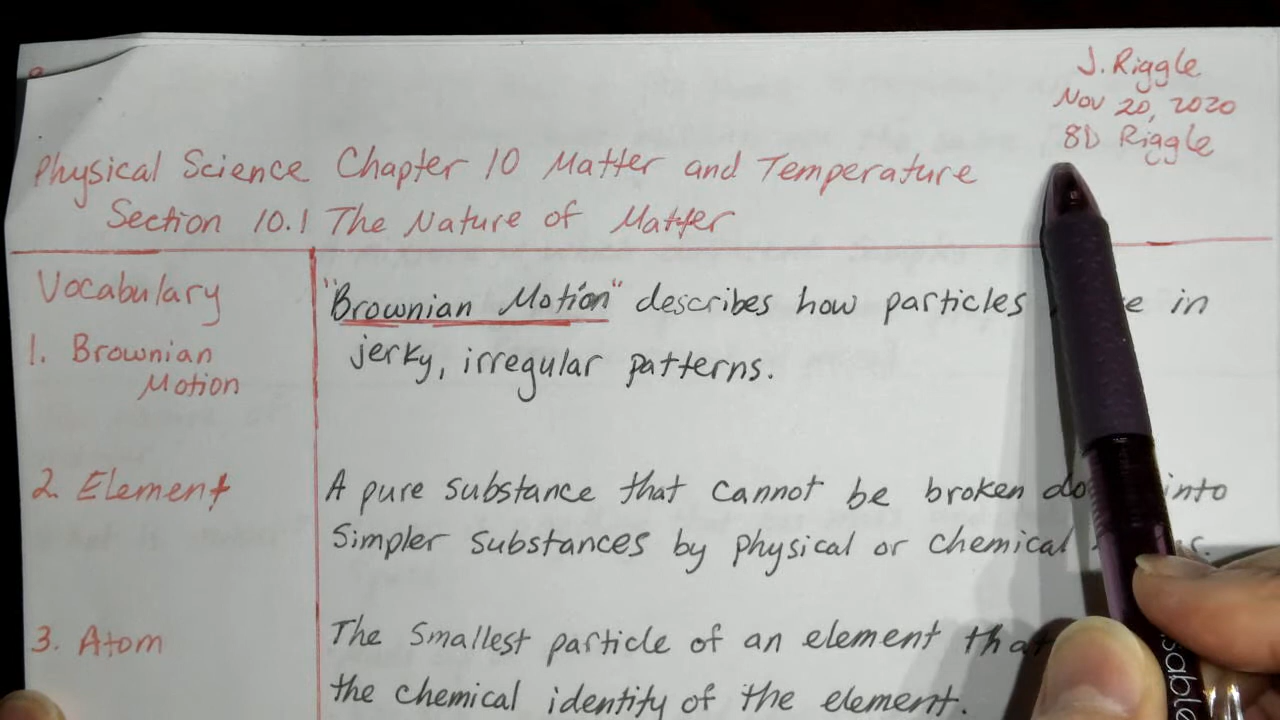 J. Riggle
Nov 20, 2020
8D Riggle
Physical Science Chapter 10 Matter and Temperature
Section 10.1 The Nature of Matter
Vocabulary
1. Brownian
Motion
"Brownian Motion" describes how particles in
jerky, irregular patterns.
2. Element
A pure substance that cannot be broken into
Simpler substances by physical or chemical
3. Atom
The smallest particle of an element
the chemical identity of the element.
sable